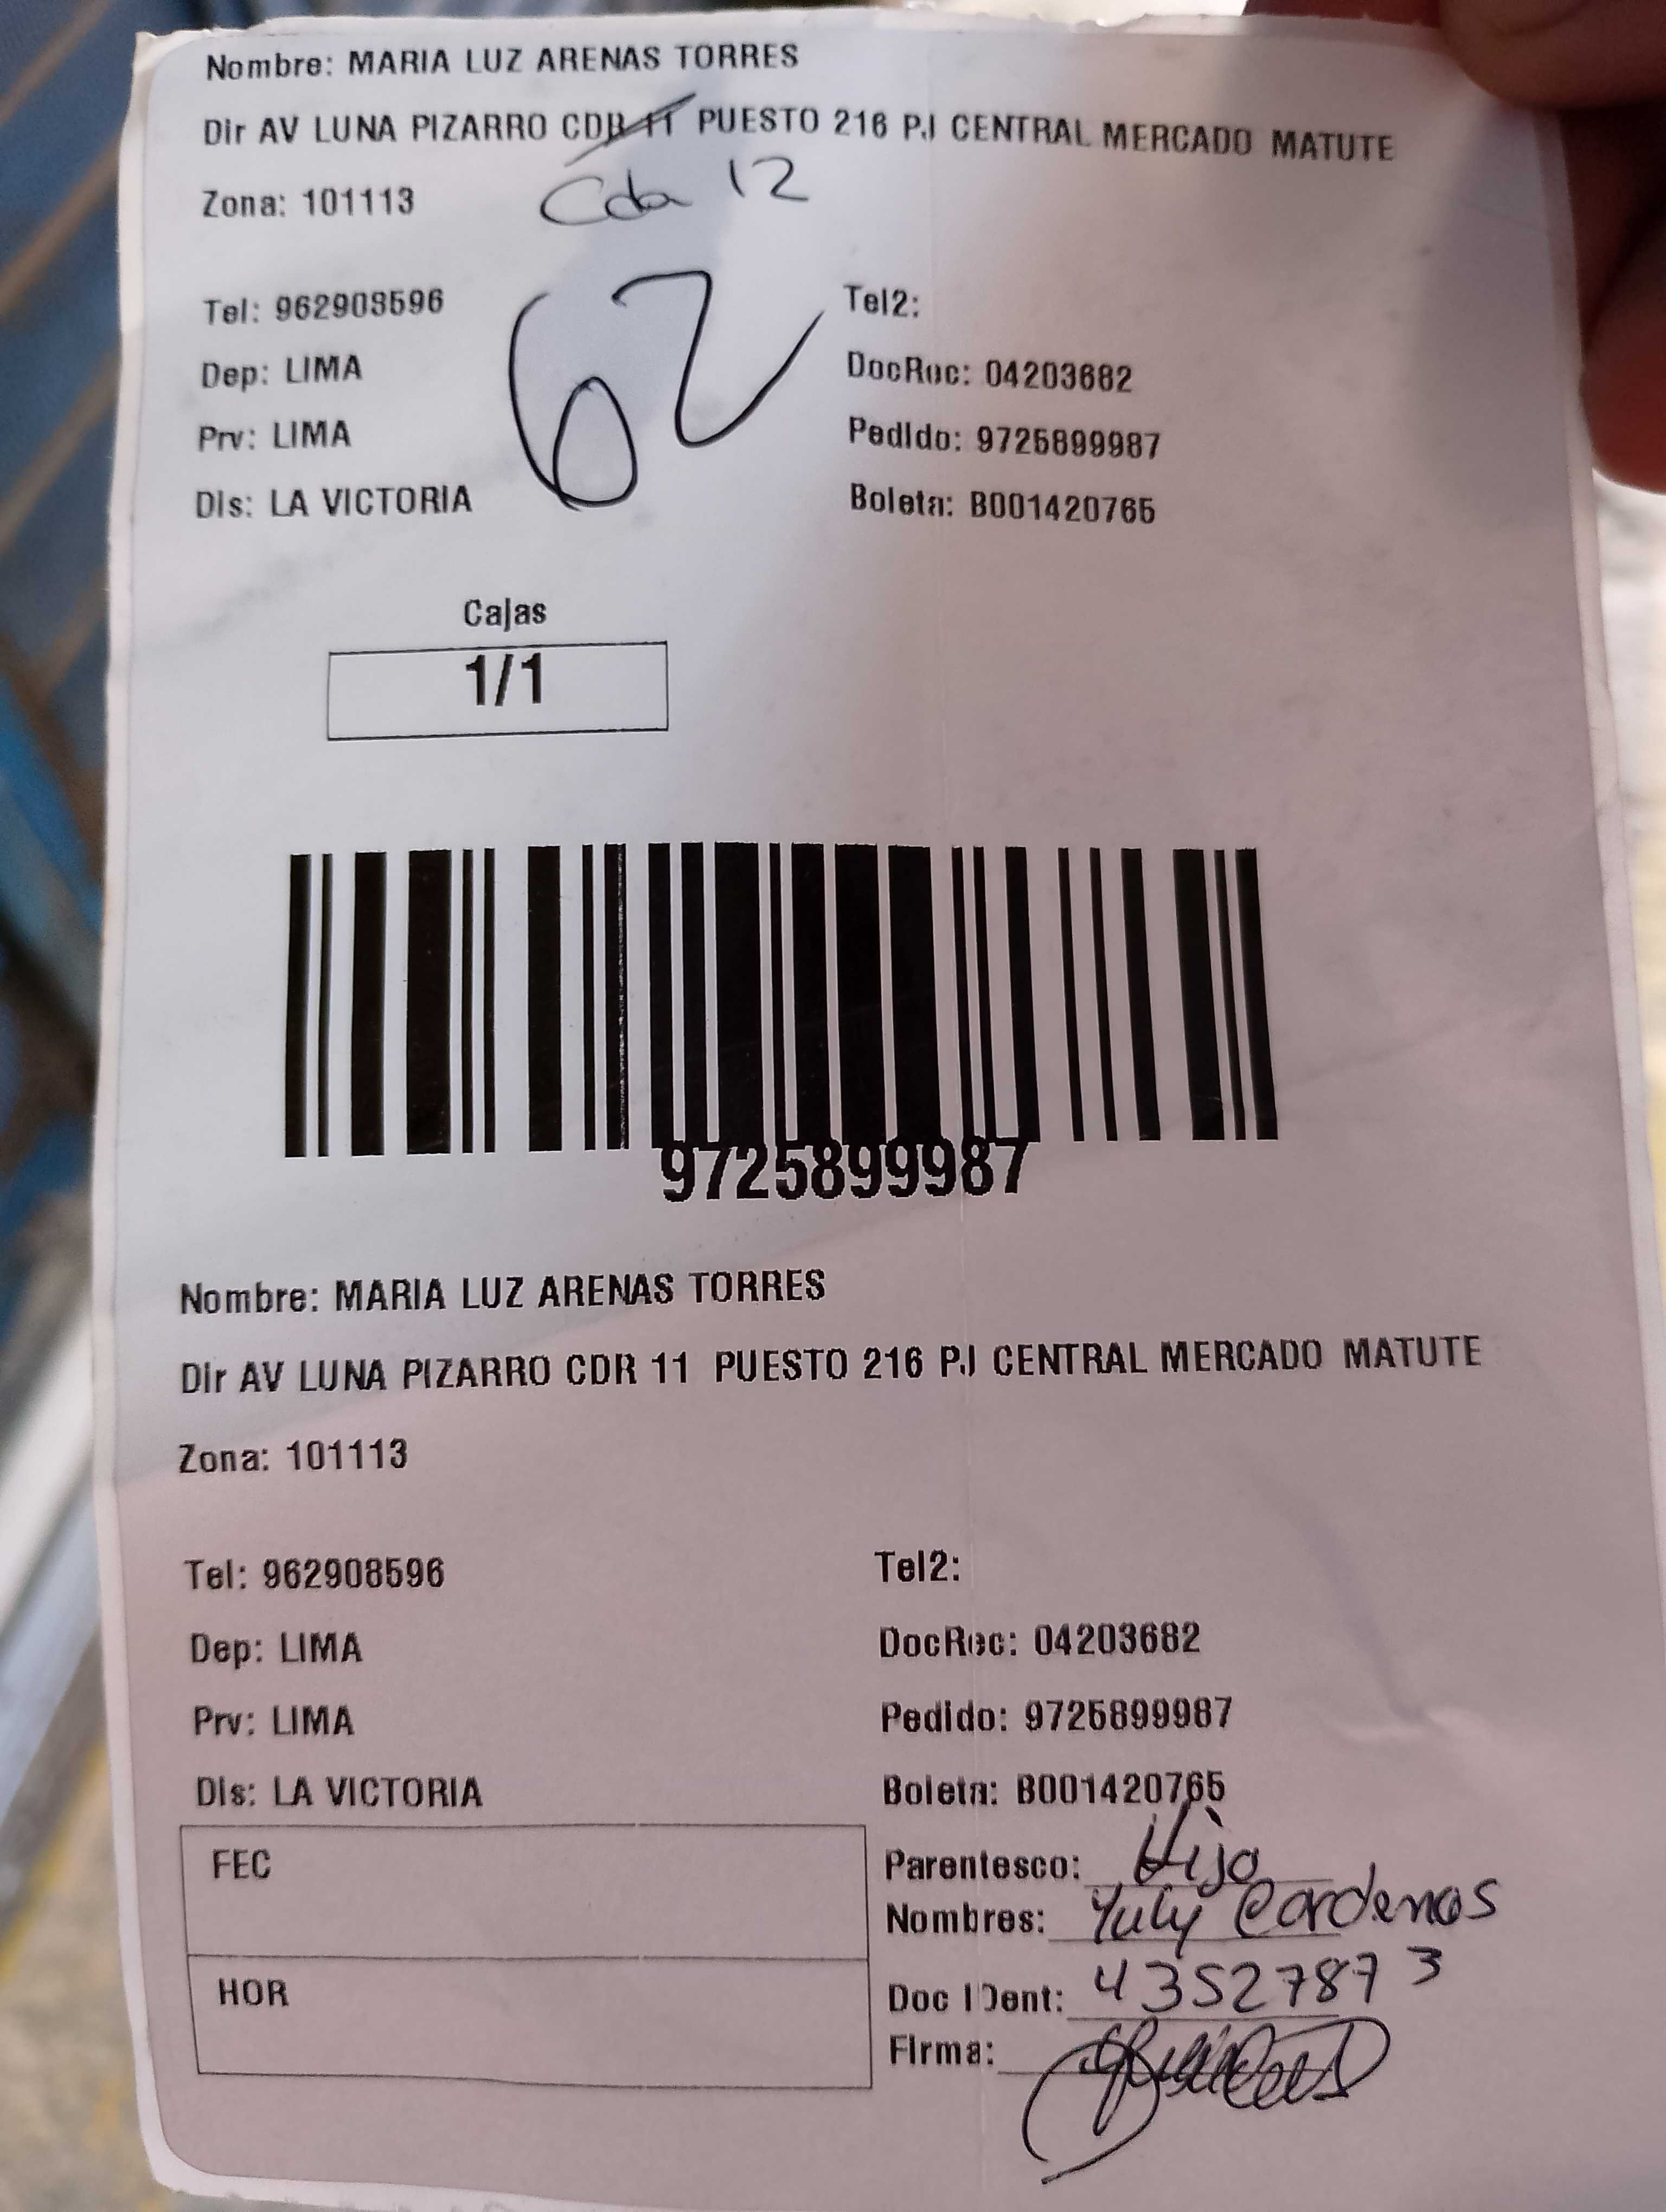 Nombre: MARIA LUZ ARENAS TORRES
Dir AV LUNA PIZARRO CDR 11 PUESTO 216 PJ CENTRAL MERCADO MATUTE
Cda 12
Zona: 101113
62
Tel: 962908596 Tel2:
Dep: LIMA DocRec: 04203682
Prv: LIMA Pedido: 9725899987
Dis: LA VICTORIA Boleta: B001420765
Cajas
1/1
9725899987
Nombre: MARIA LUZ ARENAS TORRES
Dir AV LUNA PIZARRO CDR 11 PUESTO 216 PJ CENTRAL MERCADO MATUTE
Zona: 101113
Tel: 962908596 Tel2:
Dep: LIMA DocRec: 04203682
Prv: LIMA Pedido: 9725899987
Dis: LA VICTORIA Boleta: B001420765
FEC
Parentesco: Hija
Nombres: Yuly Cardenas
HOR
Doc IDent: 43527873
Firma: